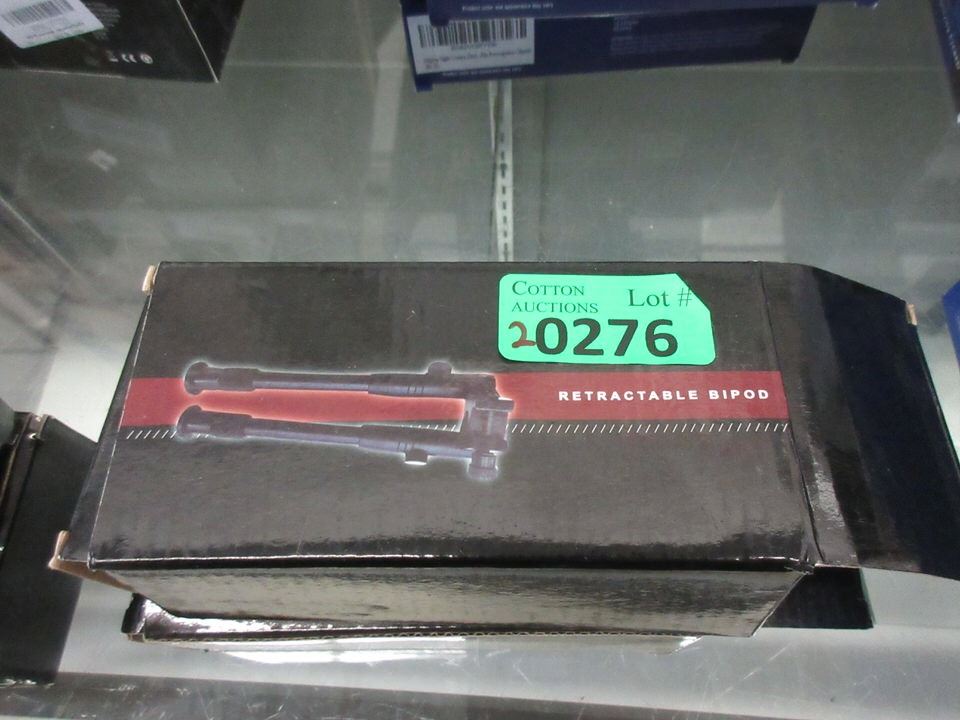 COTTON
AUCTIONS
Lot #
20276
RETRACTABLE BIPOD